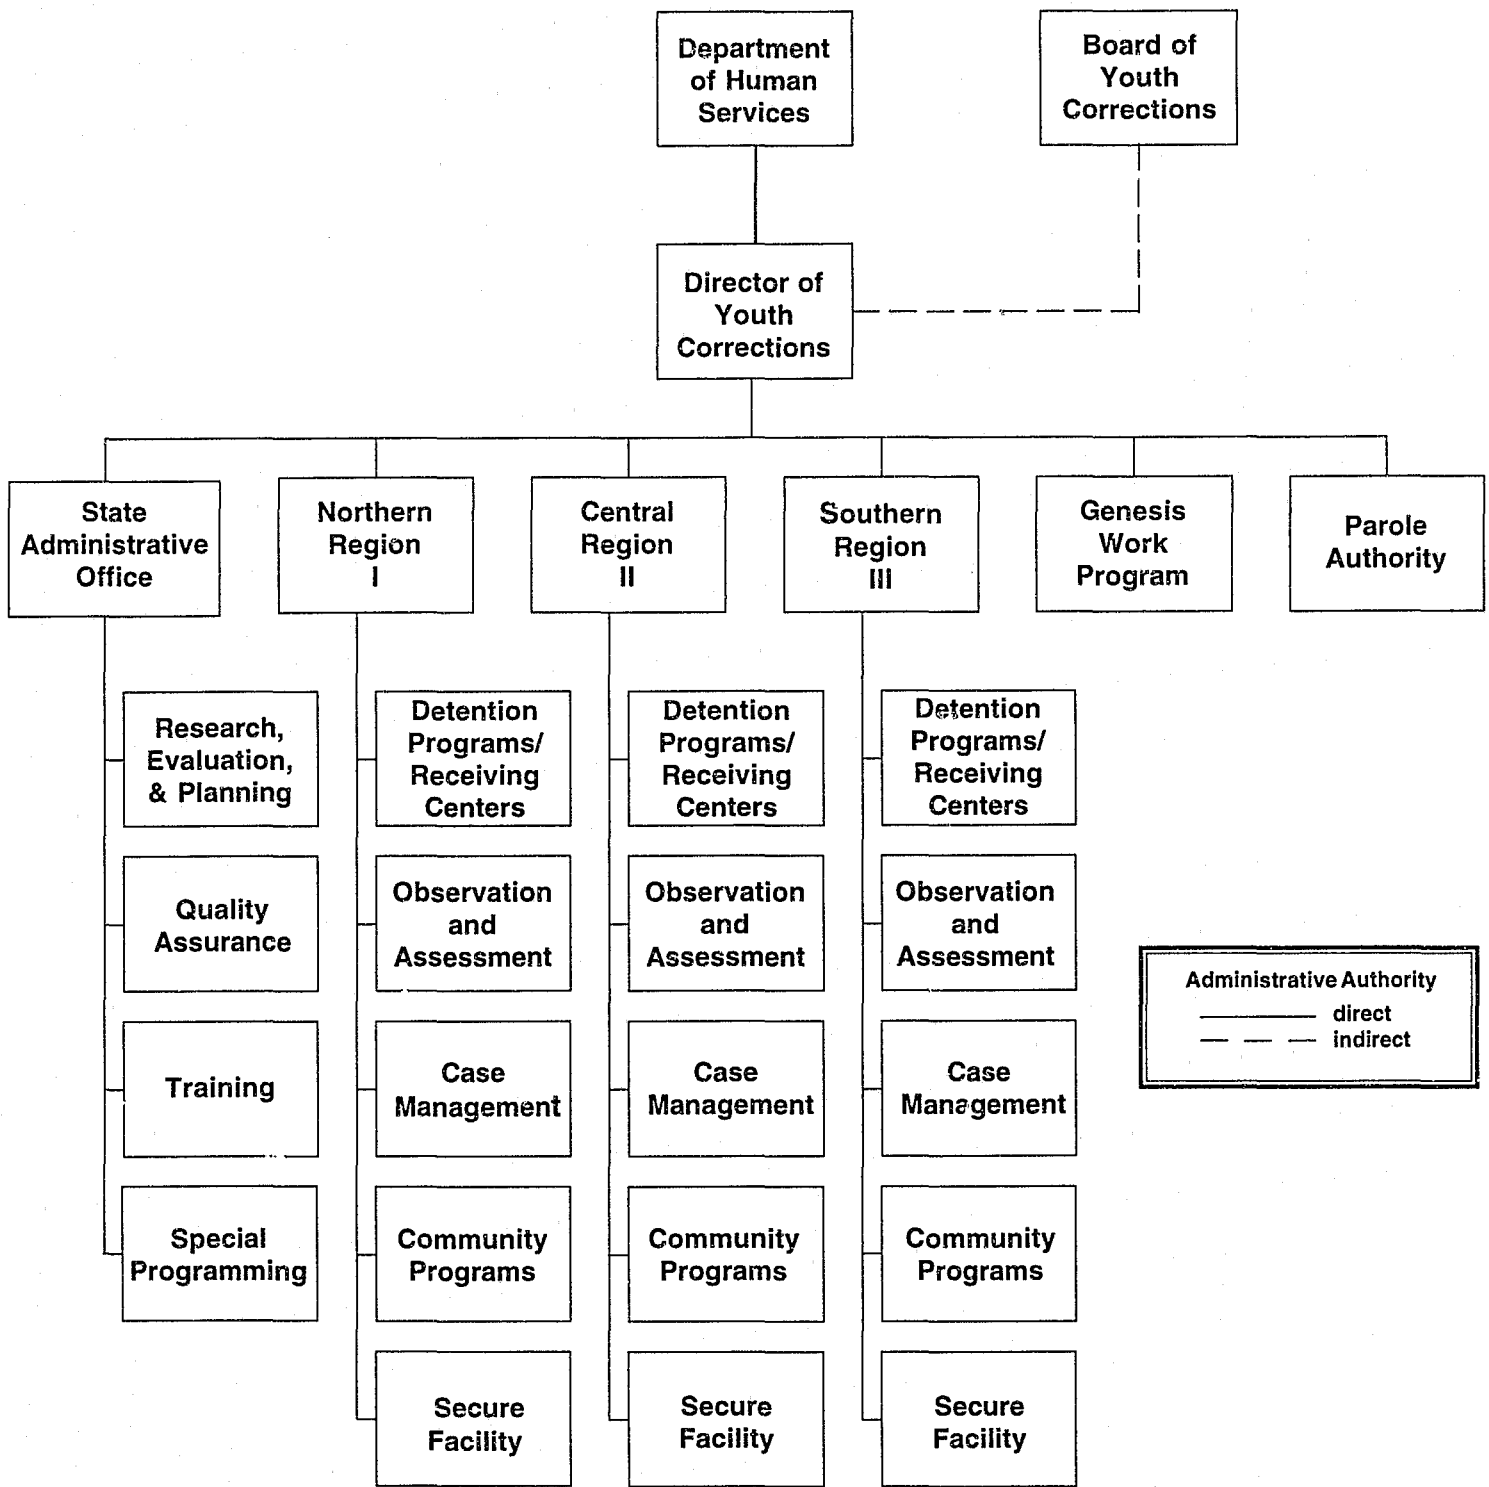 Department
of Human
Services
Board of
Youth
Corrections
Director of
Youth
Corrections
State
Administrative
Office
Northern
Region
I
Central
Region
II
Southern
Region
III
Genesis
Work
Program
Parole
Authority
Research,
Evaluation,
& Planning
Quality
Assurance
Training
Special
Programming
Detention
Programs/
Receiving
Centers
Observation
and
Assessment
Case
Management
Community
Programs
Secure
Facility
Detention
Programs/
Receiving
Centers
Observation
and
Assessment
Case
Management
Community
Programs
Secure
Facility
Detention
Programs/
Receiving
Centers
Observation
and
Assessment
Case
Management
Community
Programs
Secure
Facility
Administrative Authority
direct
indirect